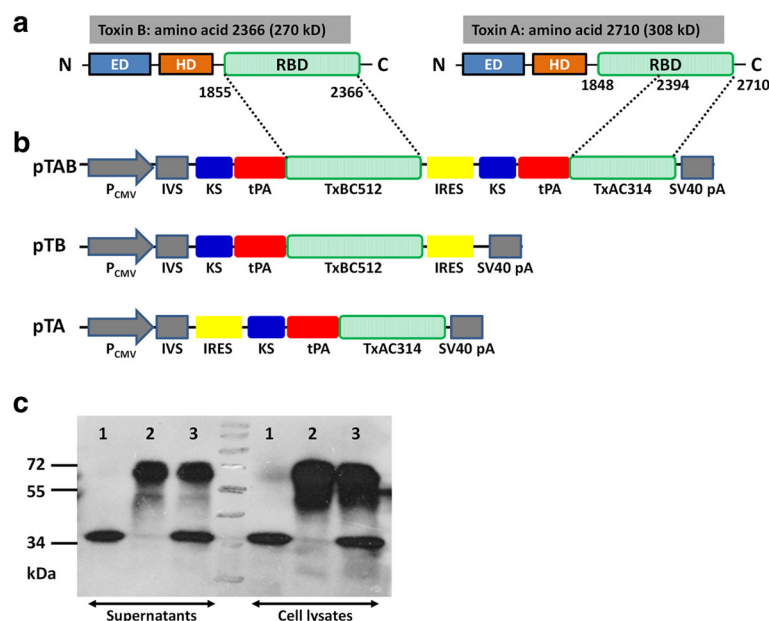 a
Toxin B: amino acid 2366 (270 kD)
Toxin A: amino acid 2710 (308 kD)
N ED HD RBD C
1855 2366
N ED HD RBD C
1848 2394 2710
b
pTAB
P_CMV IVS KS tPA TxBC512 IRES KS tPA TxAC314 SV40 pA
pTB
P_CMV IVS KS tPA TxBC512 IRES SV40 pA
pTA
P_CMV IVS IRES KS tPA TxAC314 SV40 pA
c
1 2 3 1 2 3
72
55
34
kDa
Supernatants Cell lysates